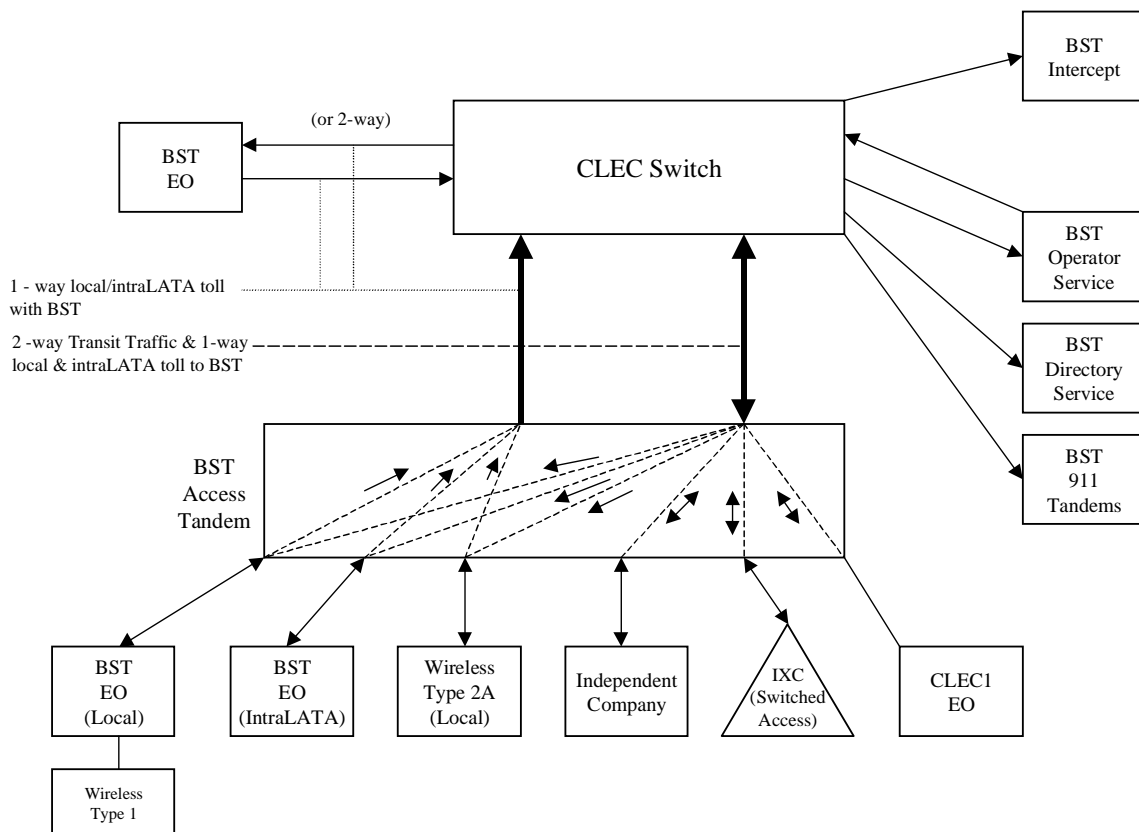 BST
Intercept
(or 2-way)
BST
EO
CLEC Switch
BST
Operator
Service
1 - way local/intraLATA toll
with BST
2 -way Transit Traffic & 1-way
local & intraLATA toll to BST
BST
Directory
Service
BST
911
Tandems
BST
Access
Tandem
BST
EO
(Local)
BST
EO
(IntraLATA)
Wireless
Type 2A
(Local)
Independent
Company
IXC
(Switched
Access)
CLEC1
EO
Wireless
Type 1